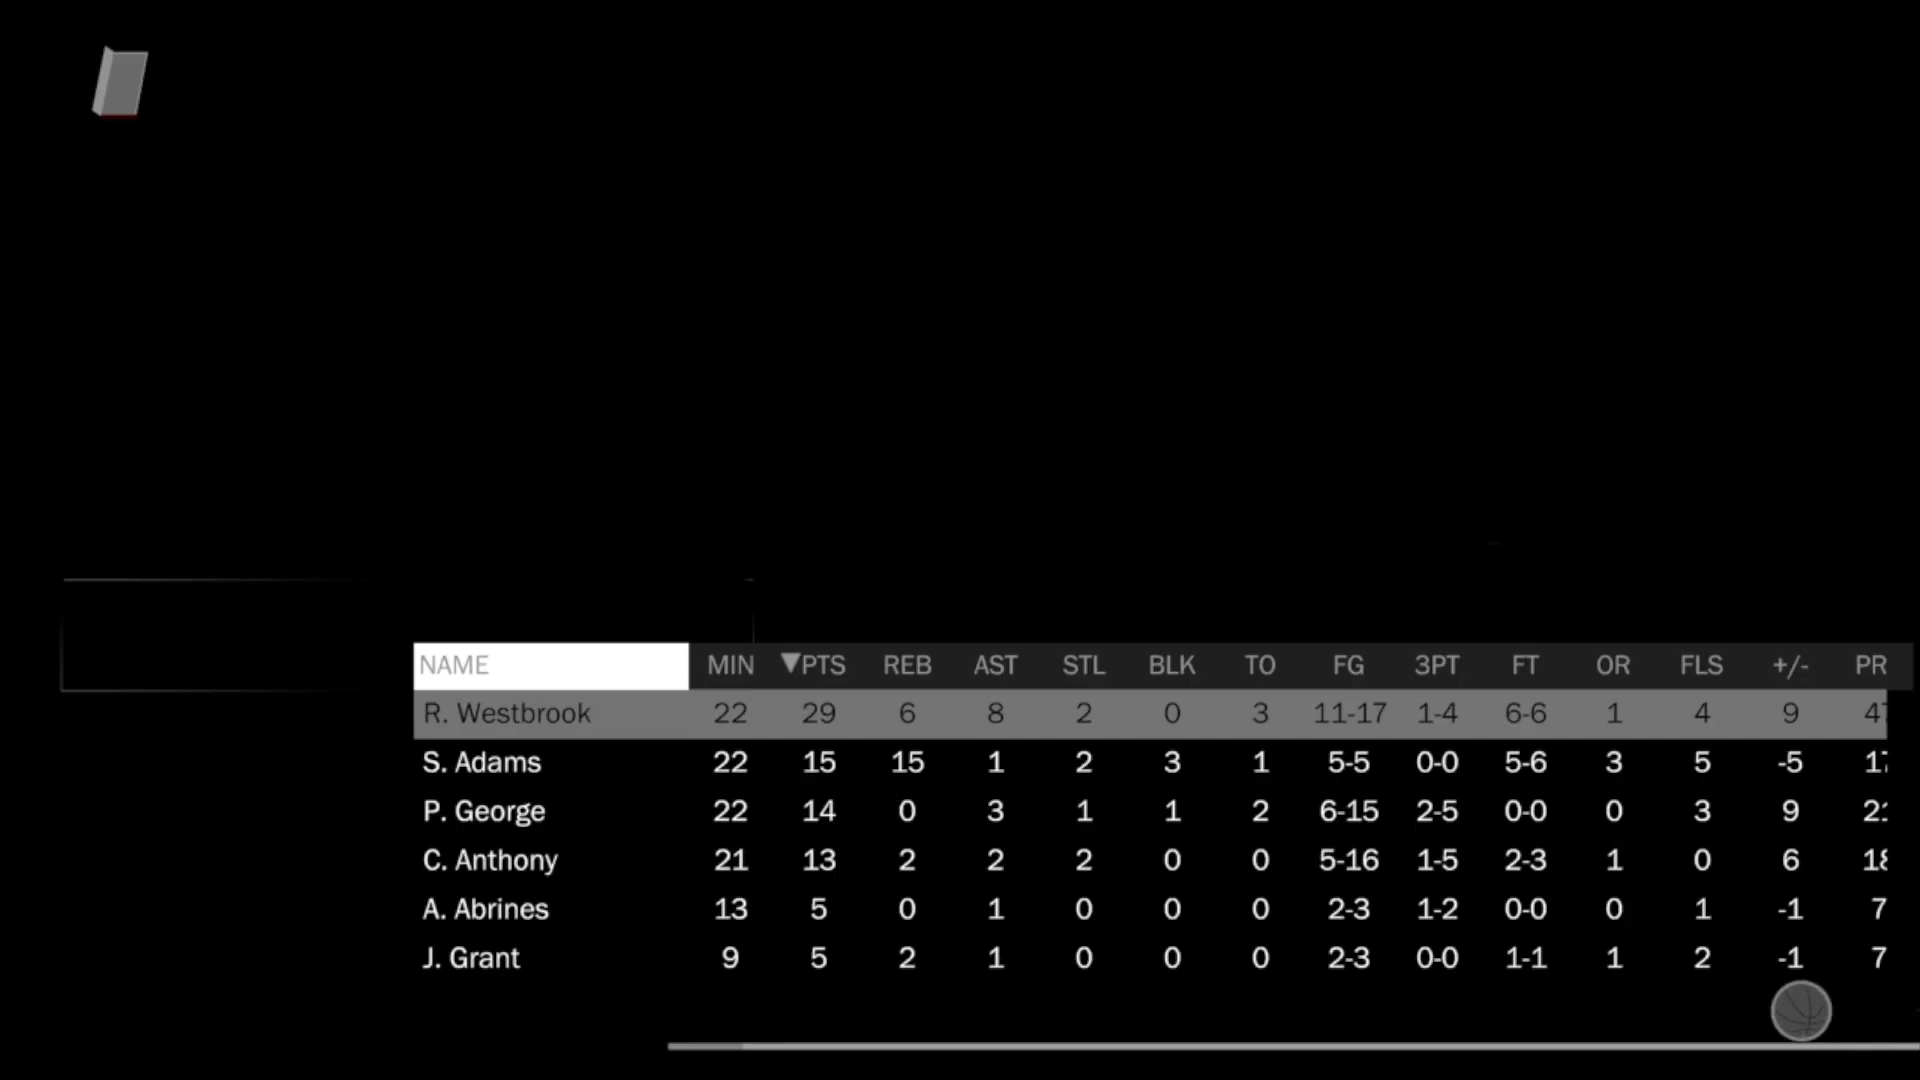 NAME MIN ▼PTS REB AST STL BLK TO FG 3PT FT OR FLS +/- PR
R. Westbrook 22 29 6 8 2 0 3 11-17 1-4 6-6 1 4 9
S. Adams 22 15 15 1 2 3 1 5-5 0-0 5-6 3 5 -5
P. George 22 14 0 3 1 1 2 6-15 2-5 0-0 0 3 9
C. Anthony 21 13 2 2 2 0 0 5-16 1-5 2-3 1 0 6
A. Abrines 13 5 0 1 0 0 0 2-3 1-2 0-0 0 1 -1 7
J. Grant 9 5 2 1 0 0 0 2-3 0-0 1-1 1 2 -1 7